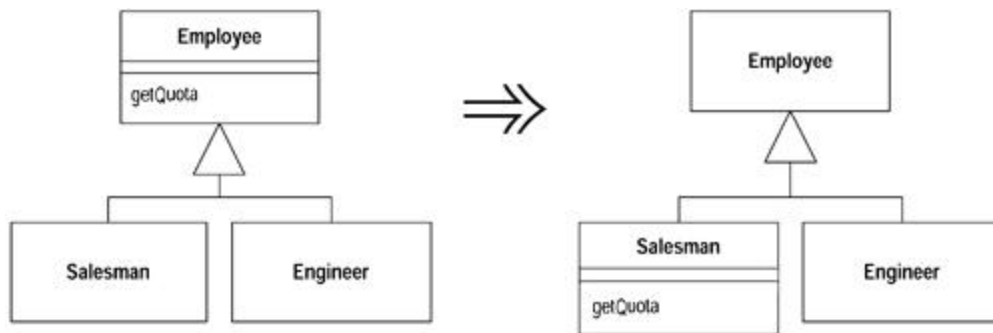 Employee
getQuota
Salesman
Engineer
Employee
Salesman
getQuota
Engineer